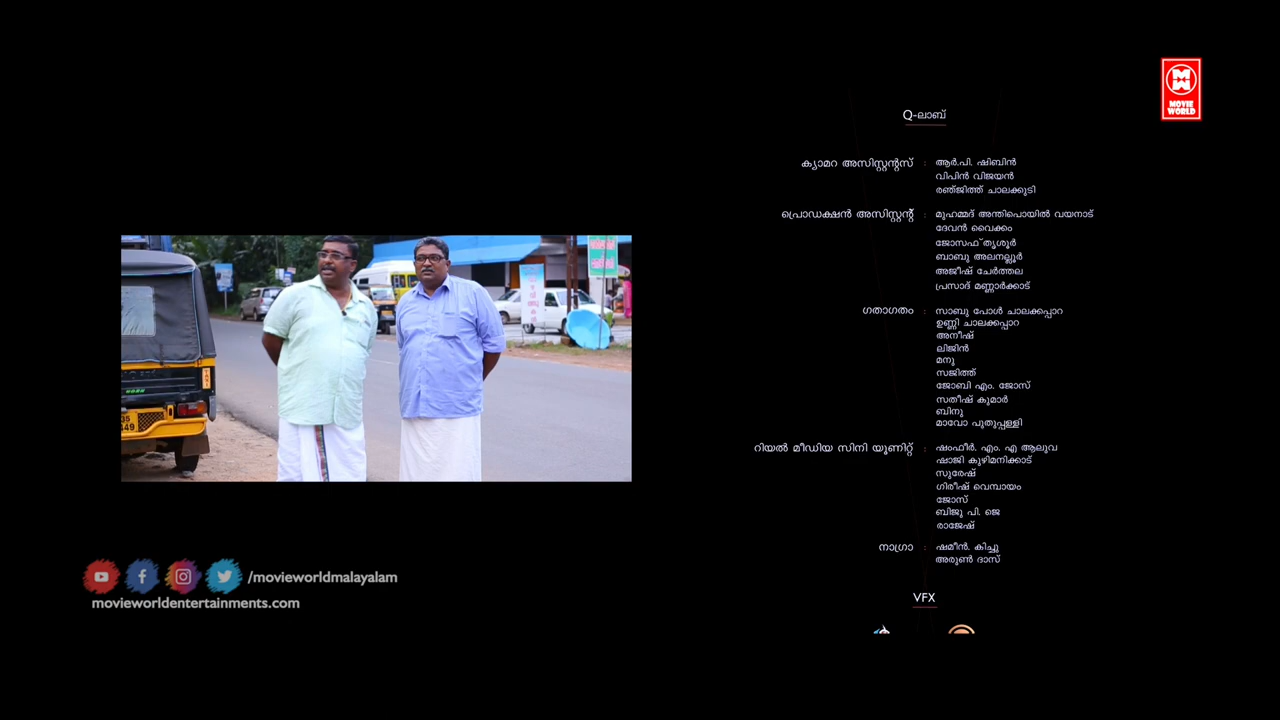 MOVIE
WORLD
Q-ലാബ്
ക്യാമറ അസിസ്റ്റന്റസ് : ആർ.പി. ഷിബിൻ
വിപിൻ വിജയൻ
രഞ്ജിത്ത് ചാലക്കുടി
പ്രൊഡക്ഷൻ അസിസ്റ്റന്റ് : മുഹമ്മദ് അന്തിപൊയിൽ വയനാട്
ദേവൻ വൈക്കം
ജോസഫ് തൃശൂർ
ബാബു അലനല്ലൂർ
അജീഷ് ചേർത്തല
പ്രസാദ് മണ്ണാർക്കാട്
ഗതാഗതം : സാബു പോൾ ചാലക്കപ്പാറ
ഉണ്ണി ചാലക്കപ്പാറ
അനീഷ്
ലിജിൻ
മനു
സജിത്ത്
ജോബി എം. ജോസ്
സതീഷ് കുമാർ
ബിനു
മാവോ പുതുപ്പള്ളി
റിയൽ മീഡിയ സിനി യൂണിറ്റ് : ഷംഫീർ. എം. എ ആലുവ
ഷാജി കുഴിമനിക്കാട്
സുരേഷ്
ഗിരീഷ് വെമ്പായം
ജോസ്
ബിജു പി. ജെ
രാജേഷ്
നാഗ്രാ : ഷമീൻ. കിച്ചു
അരുൺ ദാസ്
VFX
/movieworldmalayalam
movieworldentertainments.com